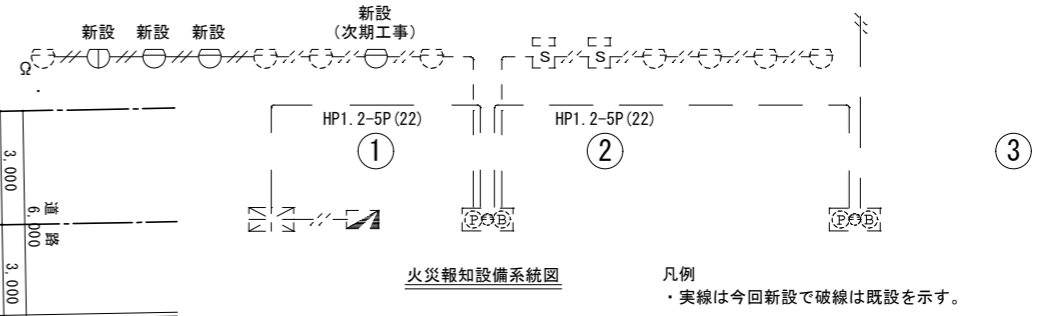 新設
(次期工事)
新設 新設 新設
Ω
S S
HP1.2-5P(22) HP1.2-5P(22)
① ② ③
3,000
道路
6,000
3,000
P B P B
火災報知設備系統図
凡例
・実線は今回新設で破線は既設を示す。